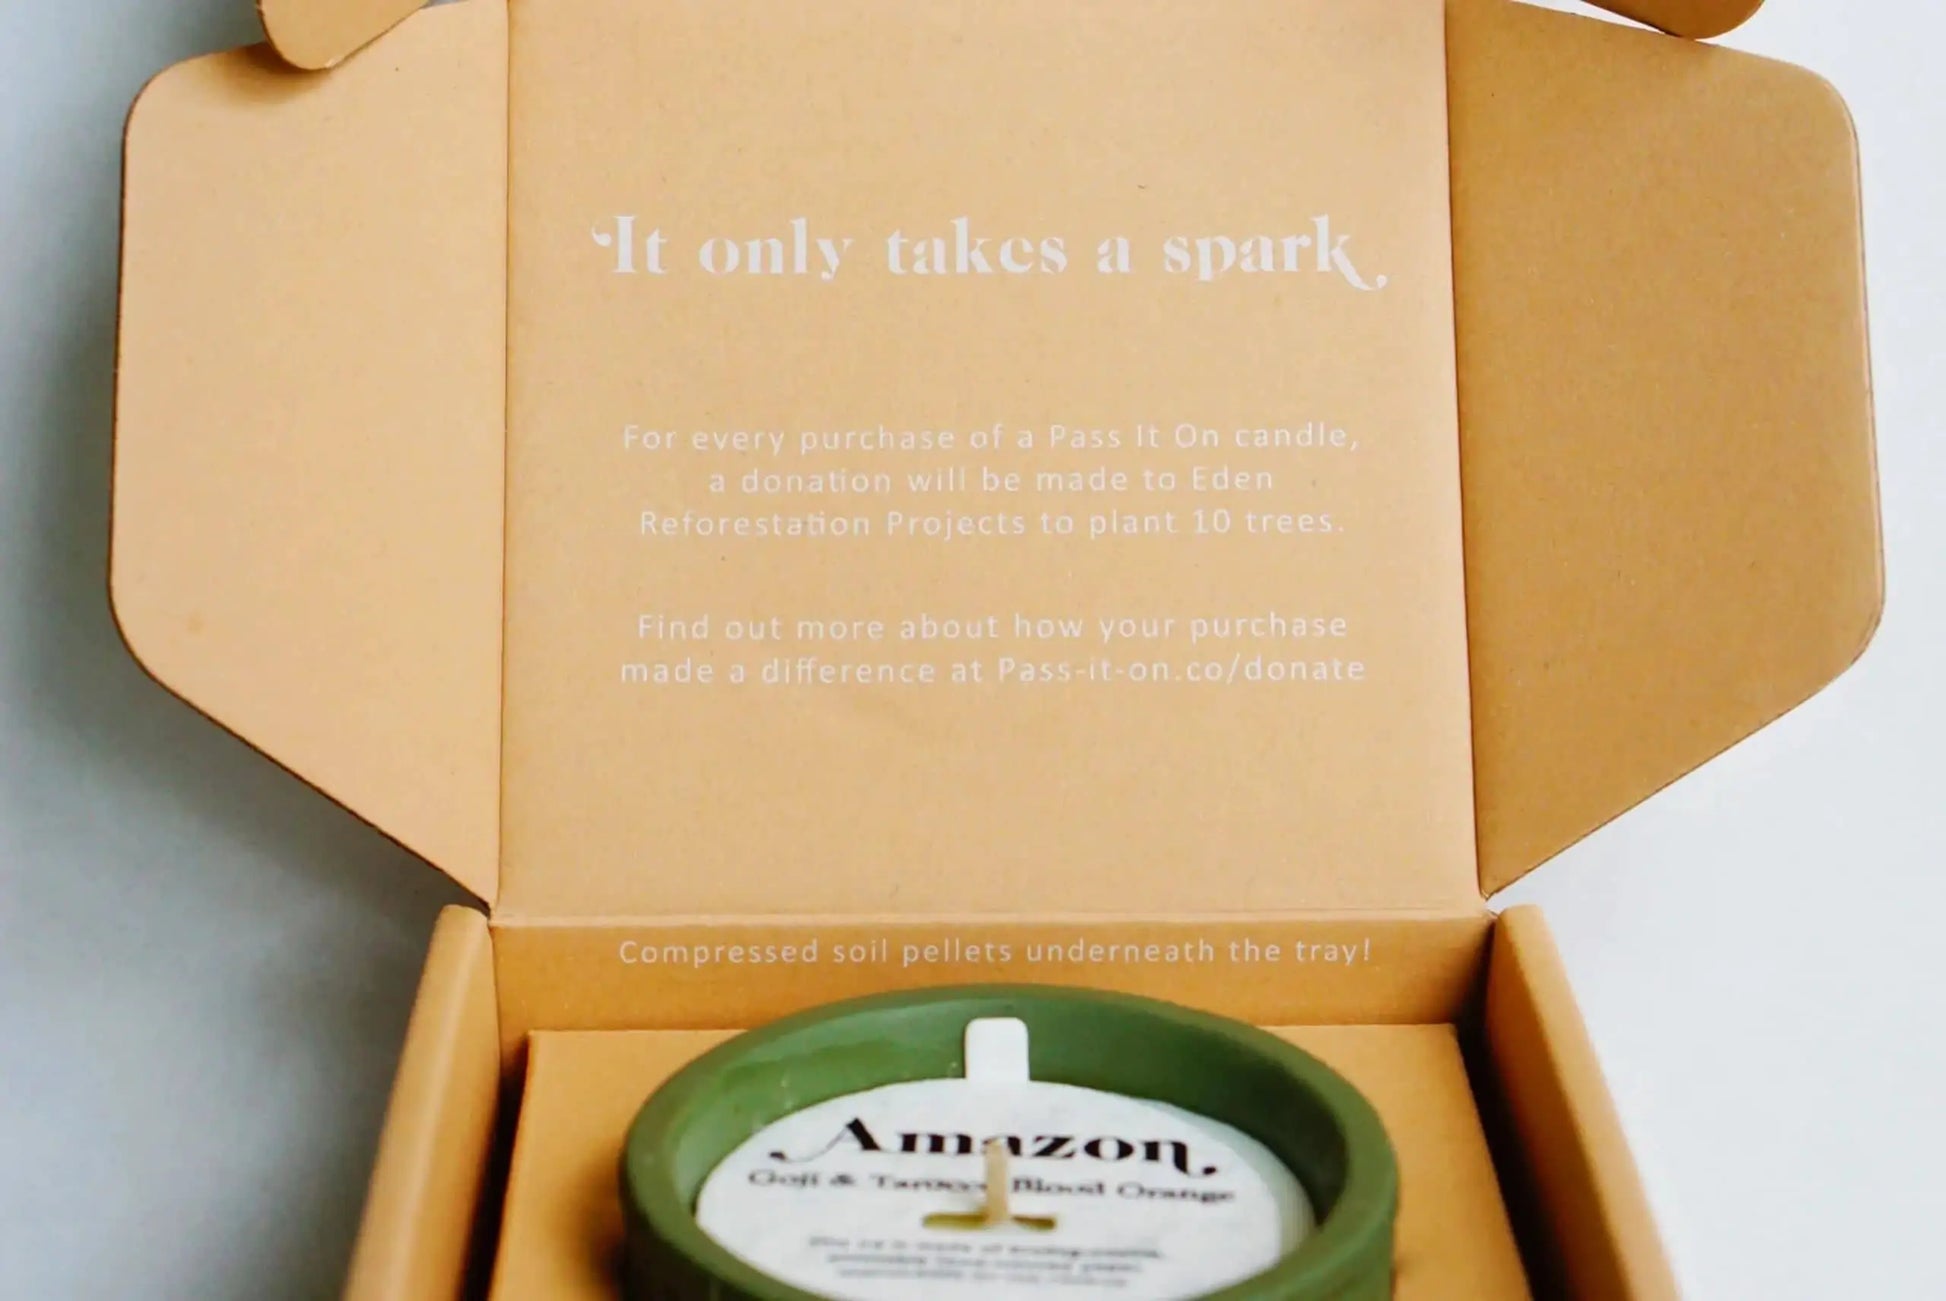 It only takes a spark
For every purchase of a Pass It On candle,
a donation will be made to Eden
Reforestation Projects to plant 10 trees.
Find out more about how your purchase
made a difference at Pass-it-on.co/donate
Compressed soil pellets underneath the tray!
Amazon
Goji & Tarocco Blood Orange